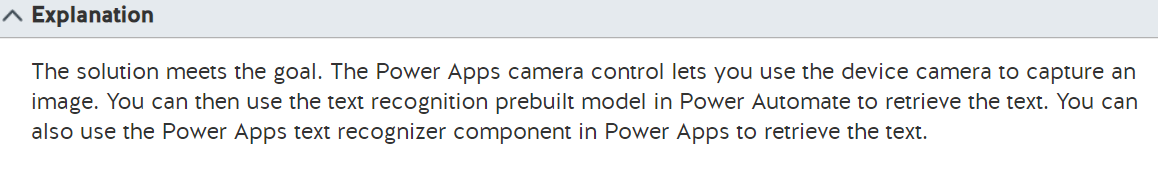 Explanation
The solution meets the goal. The Power Apps camera control lets you use the device camera to capture an
image. You can then use the text recognition prebuilt model in Power Automate to retrieve the text. You can
also use the Power Apps text recognizer component in Power Apps to retrieve the text.